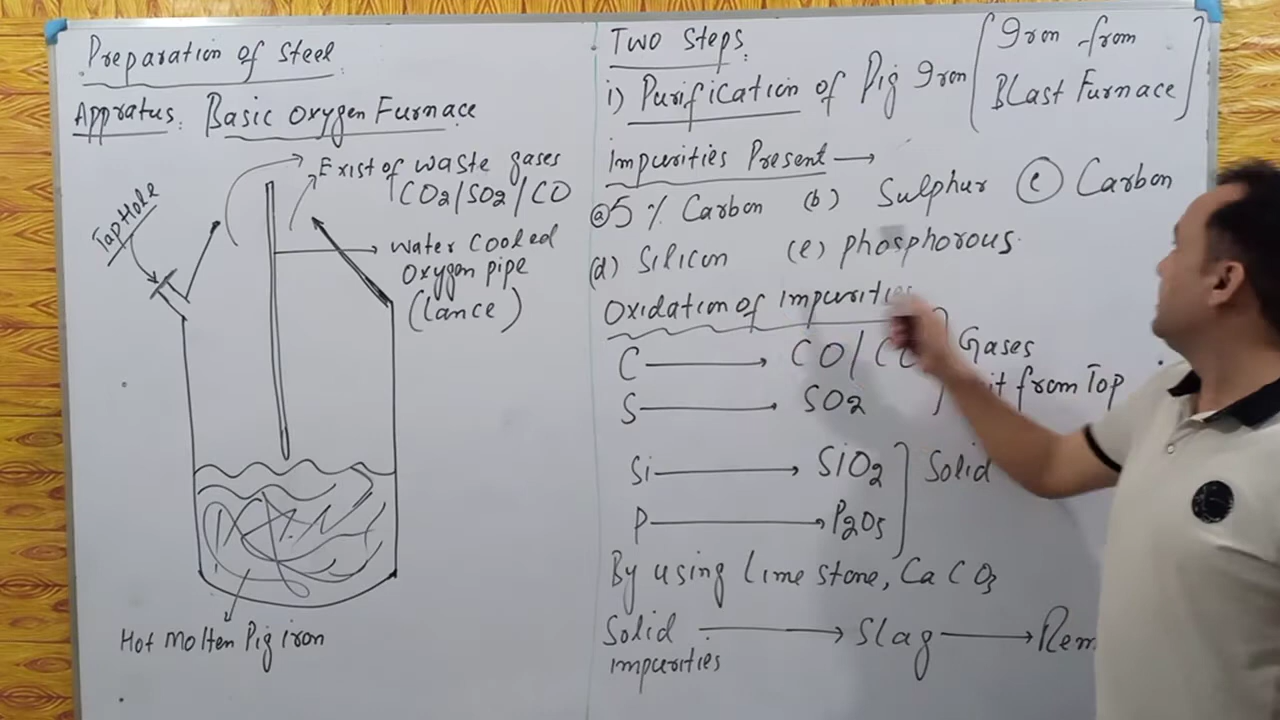 Preparation of Steel
Appratus: Basic Oxygen Furnace
Exist of waste gases
CO2/SO2/CO
Tap Hole
Water Cooled
Oxygen pipe
(Lance)
Hot Molten Pig iron
Two Steps.
i) Purification of Pig Iron [Iron from
Blast Furnace]
Impurities Present →
(a) 5% Carbon (b) Sulphur (c) Carbon
(d) Silicon (e) phosphorous.
Oxidation of impurities
C → CO/ Gases
S → SO2 from Top
Si → SiO2 ] Solid
P → P2O5
By using Lime stone, CaCO3
Solid → Slag →
impurities